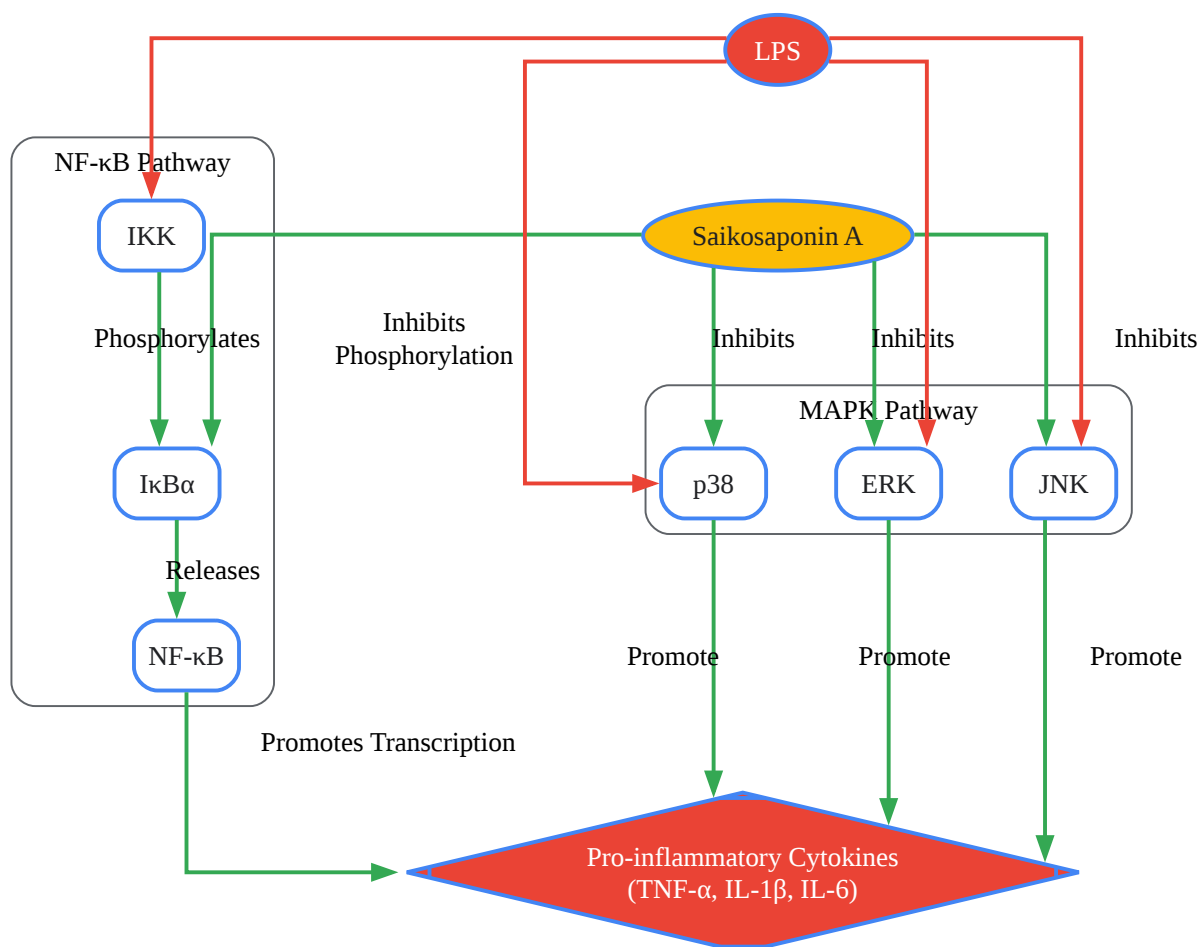 LPS
NF-κB Pathway
IKK
Saikosaponin A
Phosphorylates
Inhibits
Phosphorylation
Inhibits
Inhibits
Inhibits
MAPK Pathway
IκBα
p38
ERK
JNK
Releases
NF-κB
Promote
Promote
Promote
Promotes Transcription
Pro-inflammatory Cytokines
(TNF-α, IL-1β, IL-6)